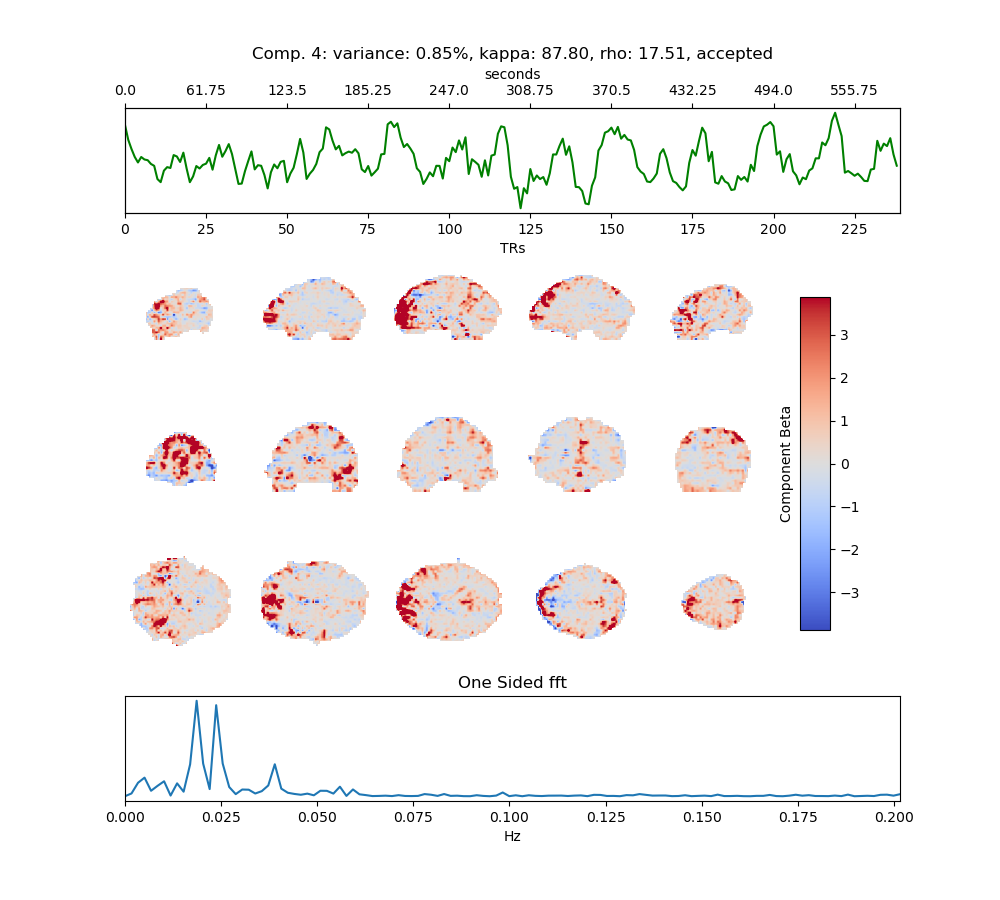 Comp. 4: variance: 0.85%, kappa: 87.80, rho: 17.51, accepted
seconds
0.0 61.75 123.5 185.25 247.0 308.75 370.5 432.25 494.0 555.75
0 25 50 75 100 125 150 175 200 225
TRs
3
2
1
0
−1
−2
−3
Component Beta
One Sided fft
0.000 0.025 0.050 0.075 0.100 0.125 0.150 0.175 0.200
Hz